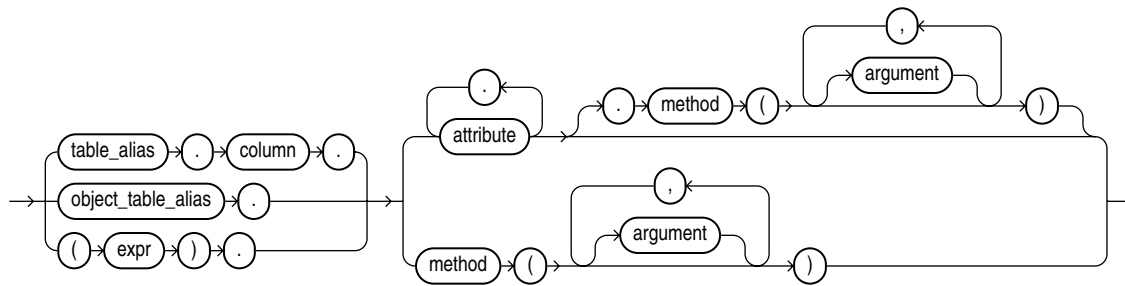 ,
argument
.
. method ( )
attribute
table_alias . column .
object_table_alias .
( expr ) .
,
argument
method ( )